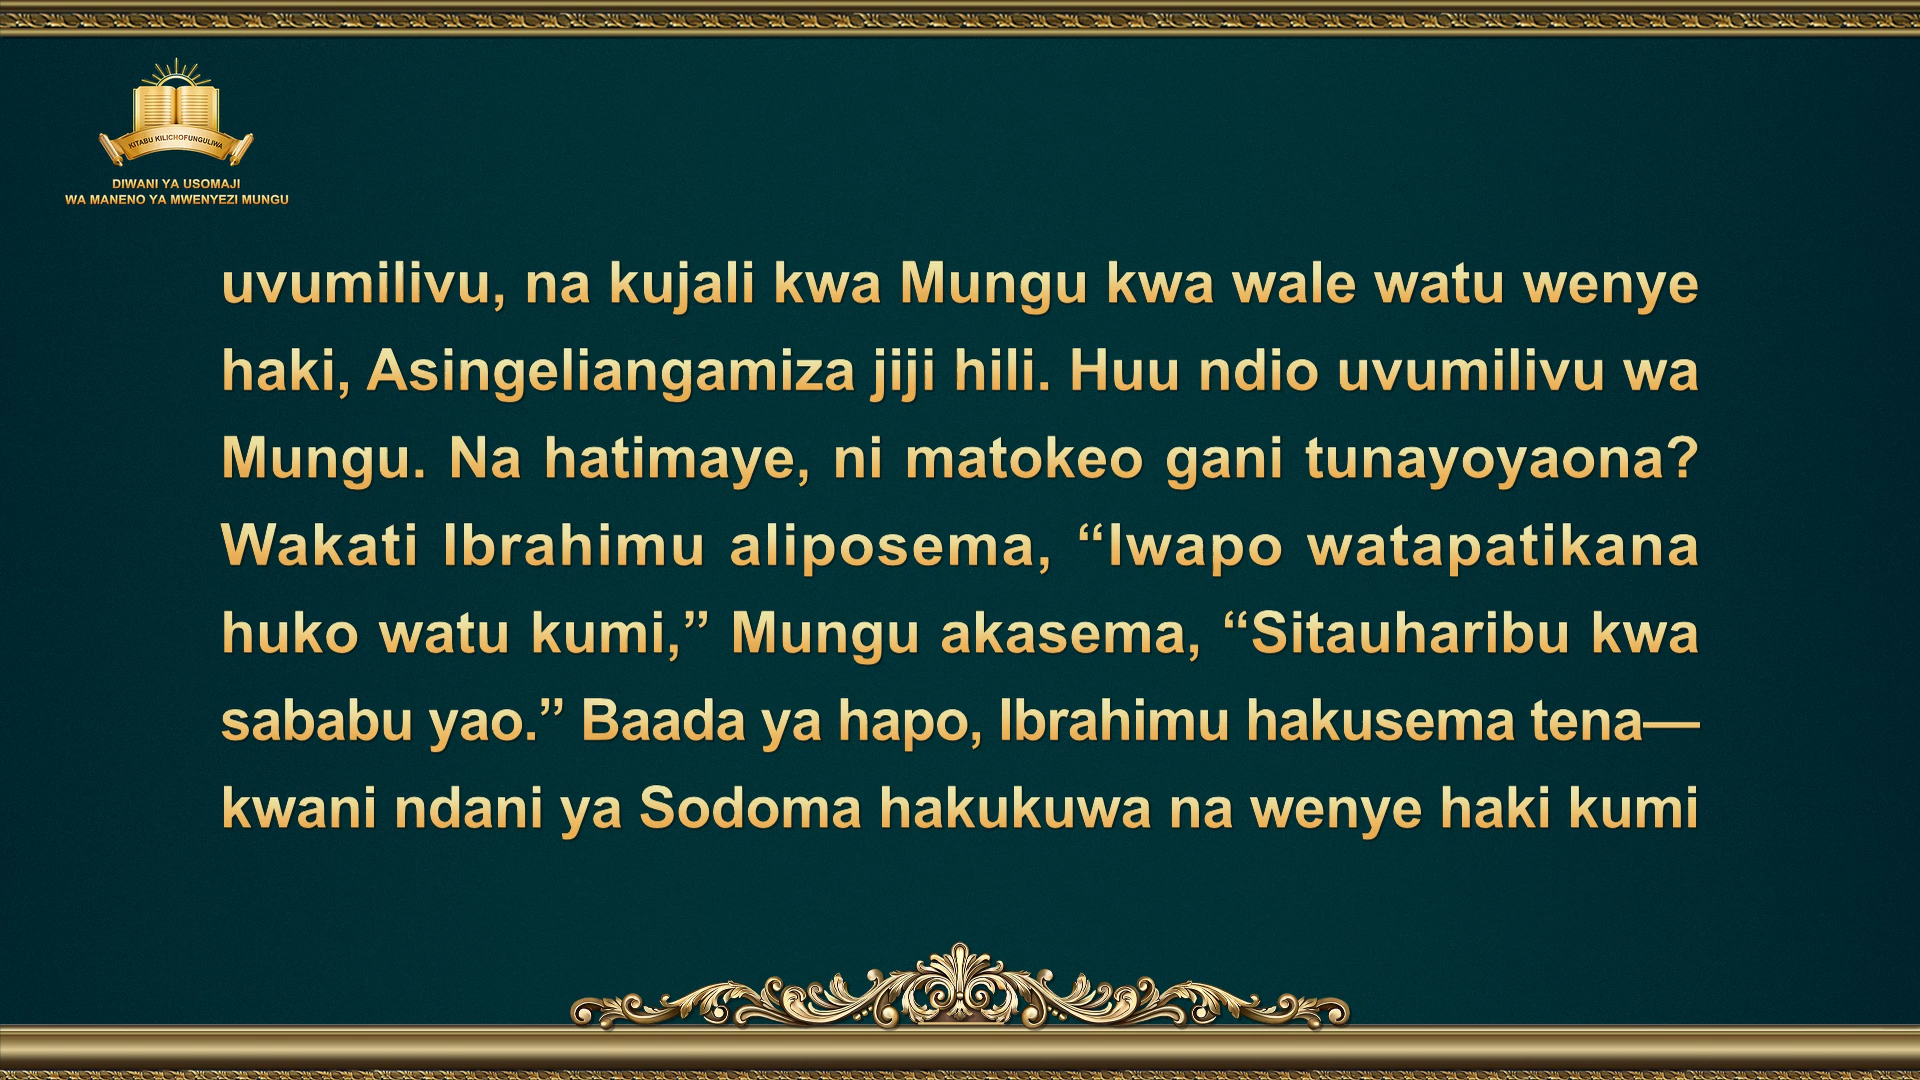 KITABU KILICHOFUNGULIWA
DIWANI YA USOMAJI
WA MANENO YA MWENYEZI MUNGU
uvumilivu, na kujali kwa Mungu kwa wale watu wenye
haki, Asingeliangamiza jiji hili. Huu ndio uvumilivu wa
Mungu. Na hatimaye, ni matokeo gani tunayoyaona?
Wakati Ibrahimu aliposema, “Iwapo watapatikana
huko watu kumi,” Mungu akasema, “Sitauharibu kwa
sababu yao.” Baada ya hapo, Ibrahimu hakusema tena—
kwani ndani ya Sodoma hakukuwa na wenye haki kumi